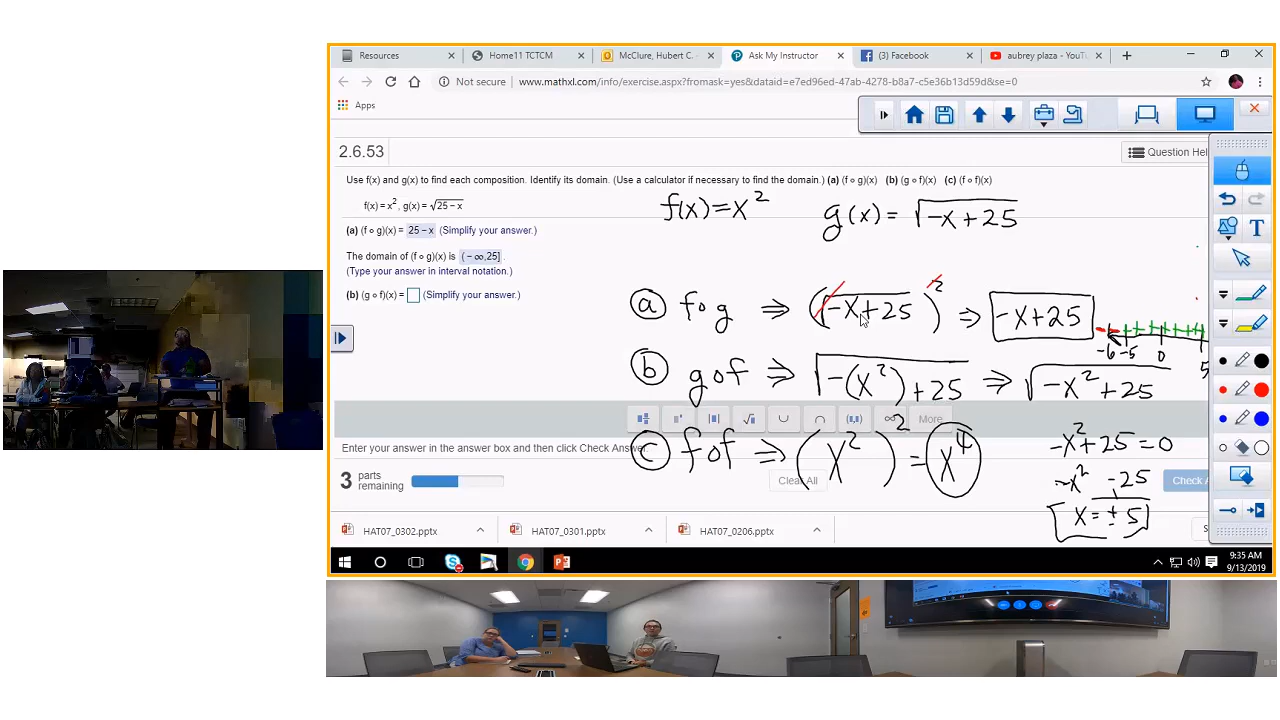 Resources × Home11 TCTCM × McClure, Hubert C. - × Ask My Instructor × f (3) Facebook × aubrey plaza - YouTu ×
Not secure | www.mathxl.com/info/exercise.aspx?fromask=yes&dataid=e7ed96ed-47ab-4278-b8a7-c5e36b13d59d&se=0
Apps
2.6.53
Question Hel
Use f(x) and g(x) to find each composition. Identify its domain. (Use a calculator if necessary to find the domain.) (a) (f∘g)(x) (b) (g∘f)(x) (c) (f∘f)(x)
f(x) = x², g(x) = √25 − x
f(x)=x² g(x) = √-x+25
(a) (f∘g)(x) = 25 − x (Simplify your answer.)
The domain of (f∘g)(x) is (−∞,25].
(Type your answer in interval notation.)
(b) (g∘f)(x) = (Simplify your answer.)
ⓐ f∘g ⇒ (√-x+25)² ⇒ -x+25
-6 -5 0 5
ⓑ g∘f ⇒ √-(x²)+25 ⇒ √-x²+25
More
Enter your answer in the answer box and then click Check Answer.
ⓒ f∘f ⇒ (x²)² = x⁴
-x²+25=0
-x² -25
x=±5
3 parts
remaining
Clear All
Check A
HAT07_0302.pptx HAT07_0301.pptx HAT07_0206.pptx
9:35 AM
9/13/2019